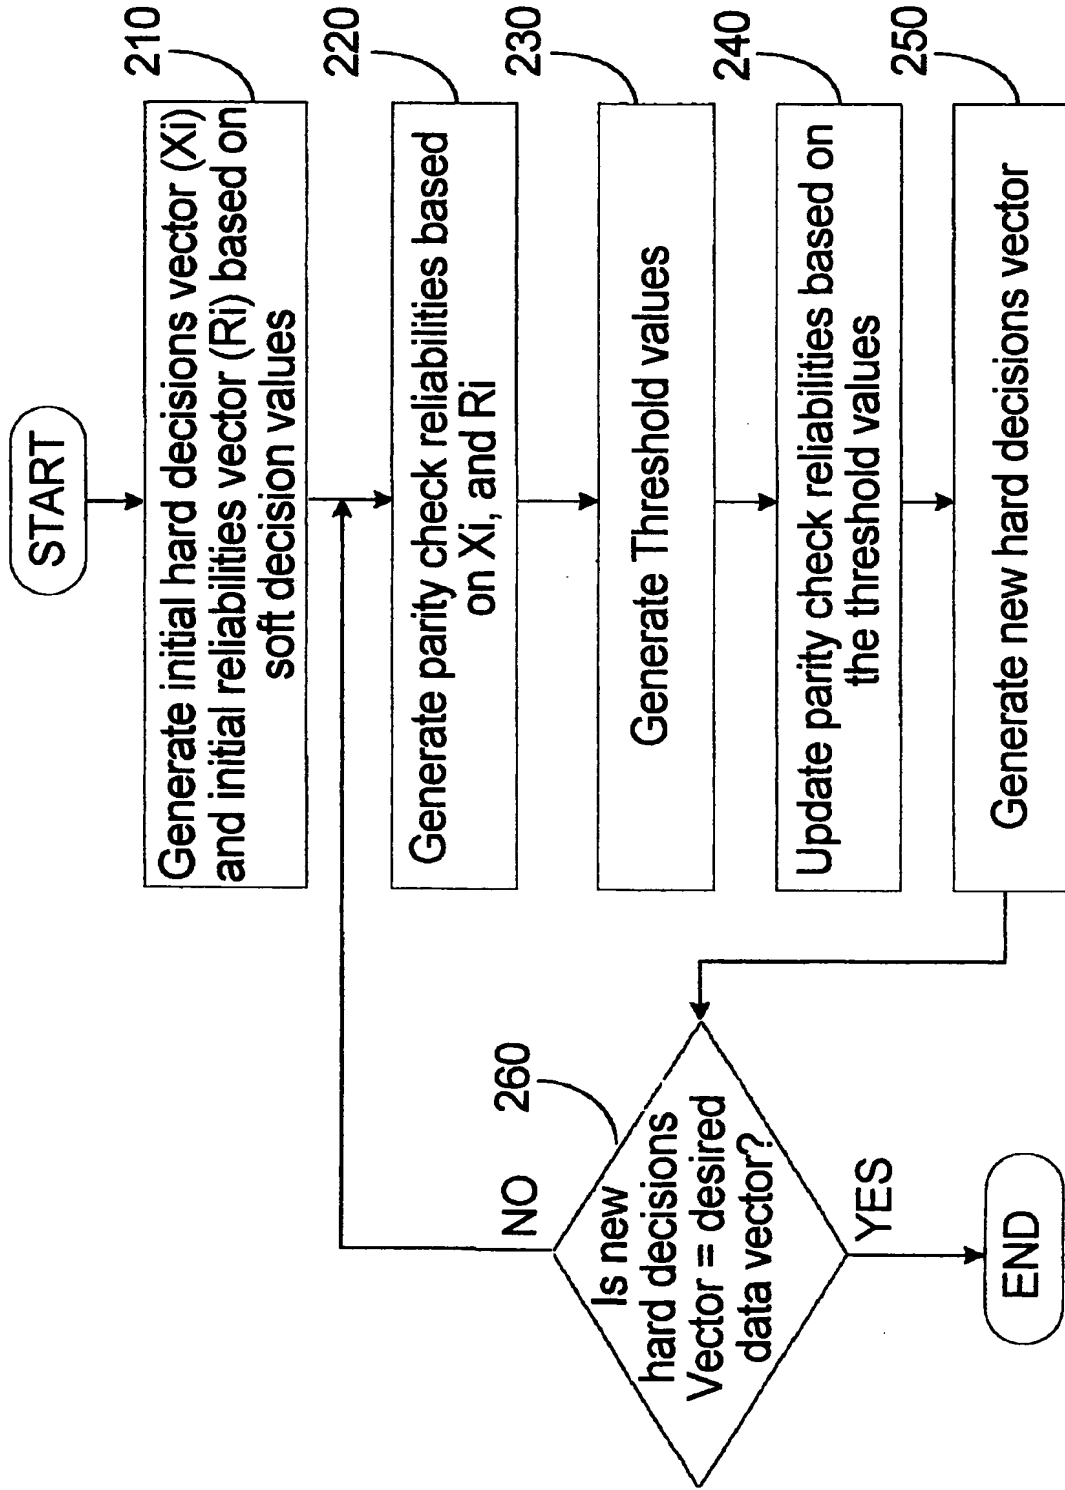 START
Generate initial hard decisions vector (Xi)
and initial reliabilities vector (Ri) based on
soft decision values
210
Generate parity check reliabilities based
on Xi, and Ri
220
Generate Threshold values
230
Update parity check reliabilities based on
the threshold values
240
Generate new hard decisions vector
250
260
Is new
hard decisions
Vector = desired
data vector?
NO
YES
END